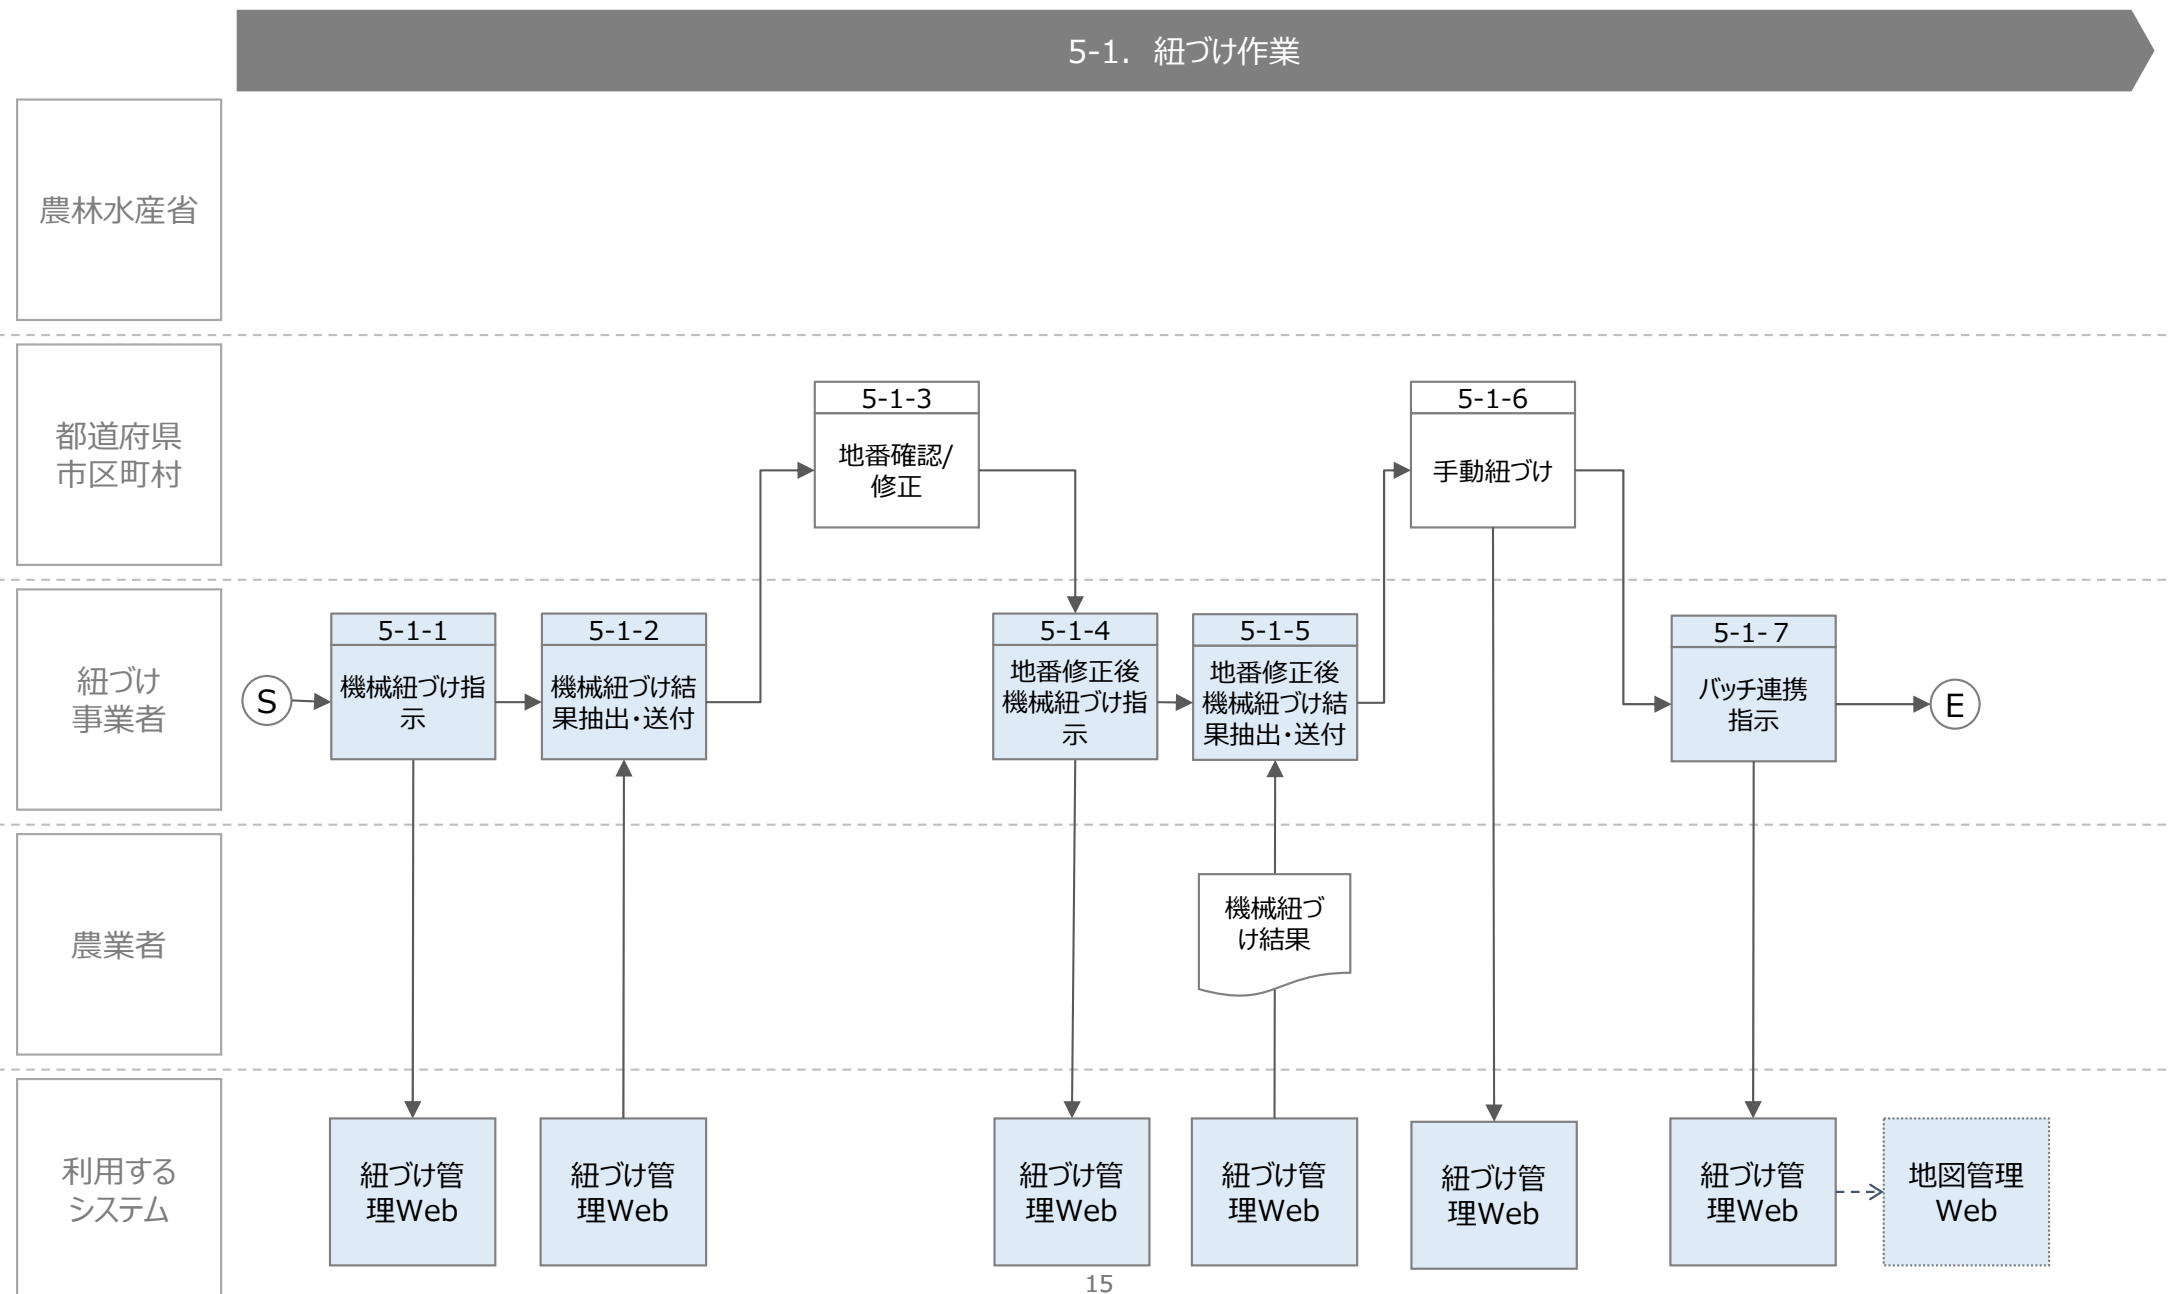 5-1. 紐づけ作業
農林水産省
都道府県
市区町村
5-1-3
地番確認/
修正
5-1-6
手動紐づけ
紐づけ
事業者
S
5-1-1
機械紐づけ指
示
5-1-2
機械紐づけ結
果抽出・送付
5-1-4
地番修正後
機械紐づけ指
示
5-1-5
地番修正後
機械紐づけ結
果抽出・送付
5-1-７
バッチ連携
指示
E
農業者
機械紐づ
け結果
利用する
システム
紐づけ管
理Web
紐づけ管
理Web
紐づけ管
理Web
紐づけ管
理Web
紐づけ管
理Web
紐づけ管
理Web
地図管理
Web
15